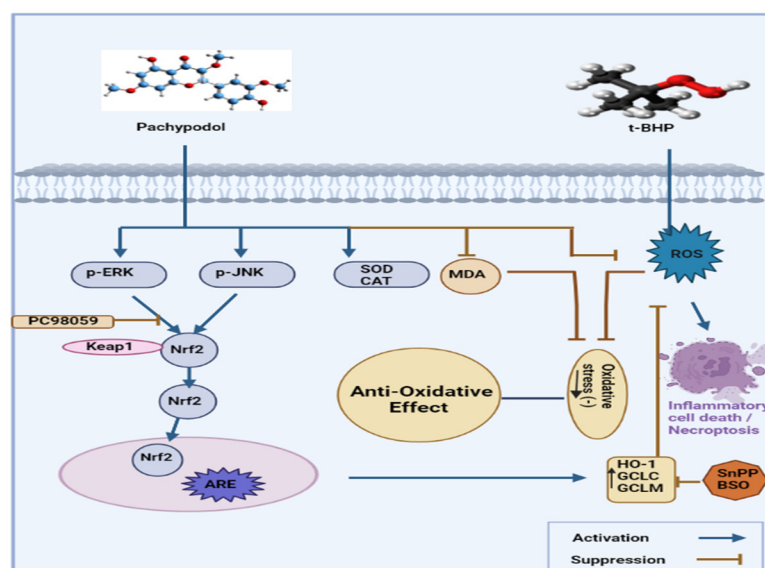 Pachypodol
t-BHP
p-ERK
p-JNK
SOD
CAT
MDA
ROS
PC98059
Keap1
Nrf2
Nrf2
Nrf2
ARE
Anti-Oxidative
Effect
Oxidative
stress (-)
Inflammatory
cell death /
Necroptosis
HO-1
GCLC
GCLM
SnPP
BSO
Activation
Suppression